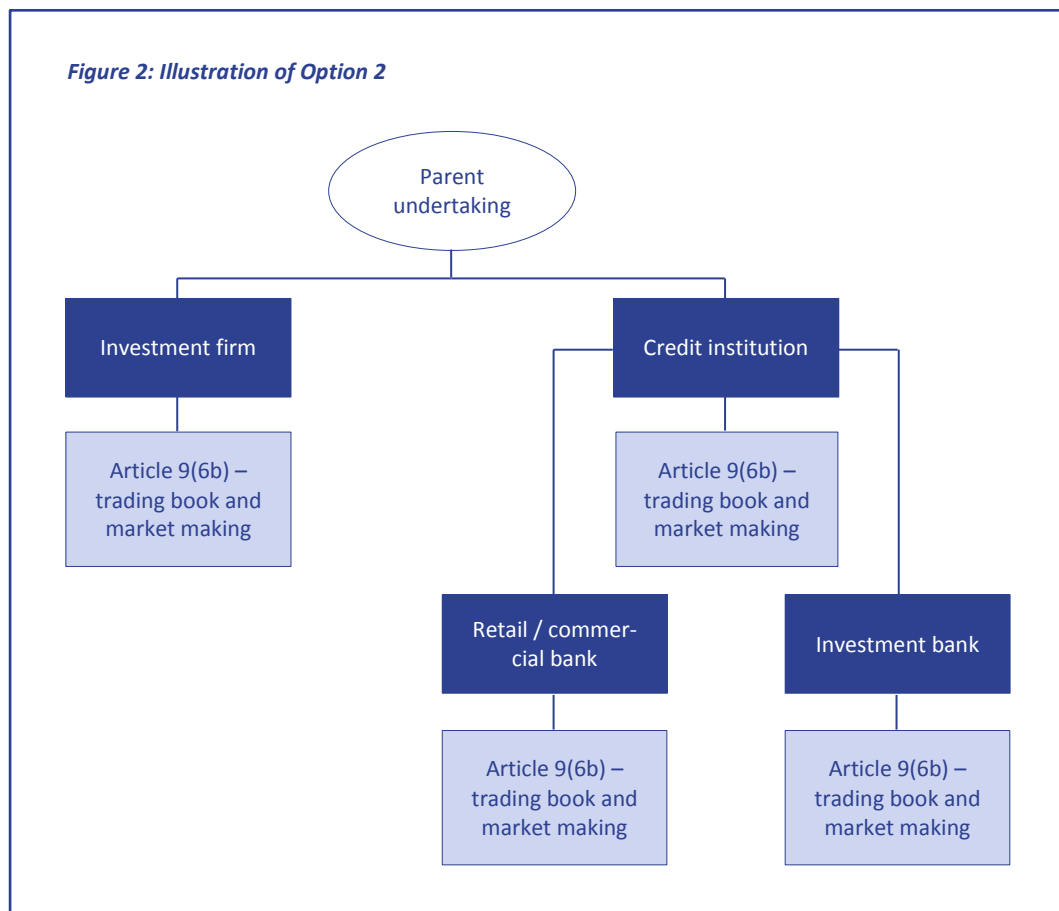 Figure 2: Illustration of Option 2
Parent
undertaking
Investment firm
Credit institution
Article 9(6b) –
trading book and
market making
Article 9(6b) –
trading book and
market making
Retail / commer-
cial bank
Investment bank
Article 9(6b) –
trading book and
market making
Article 9(6b) –
trading book and
market making